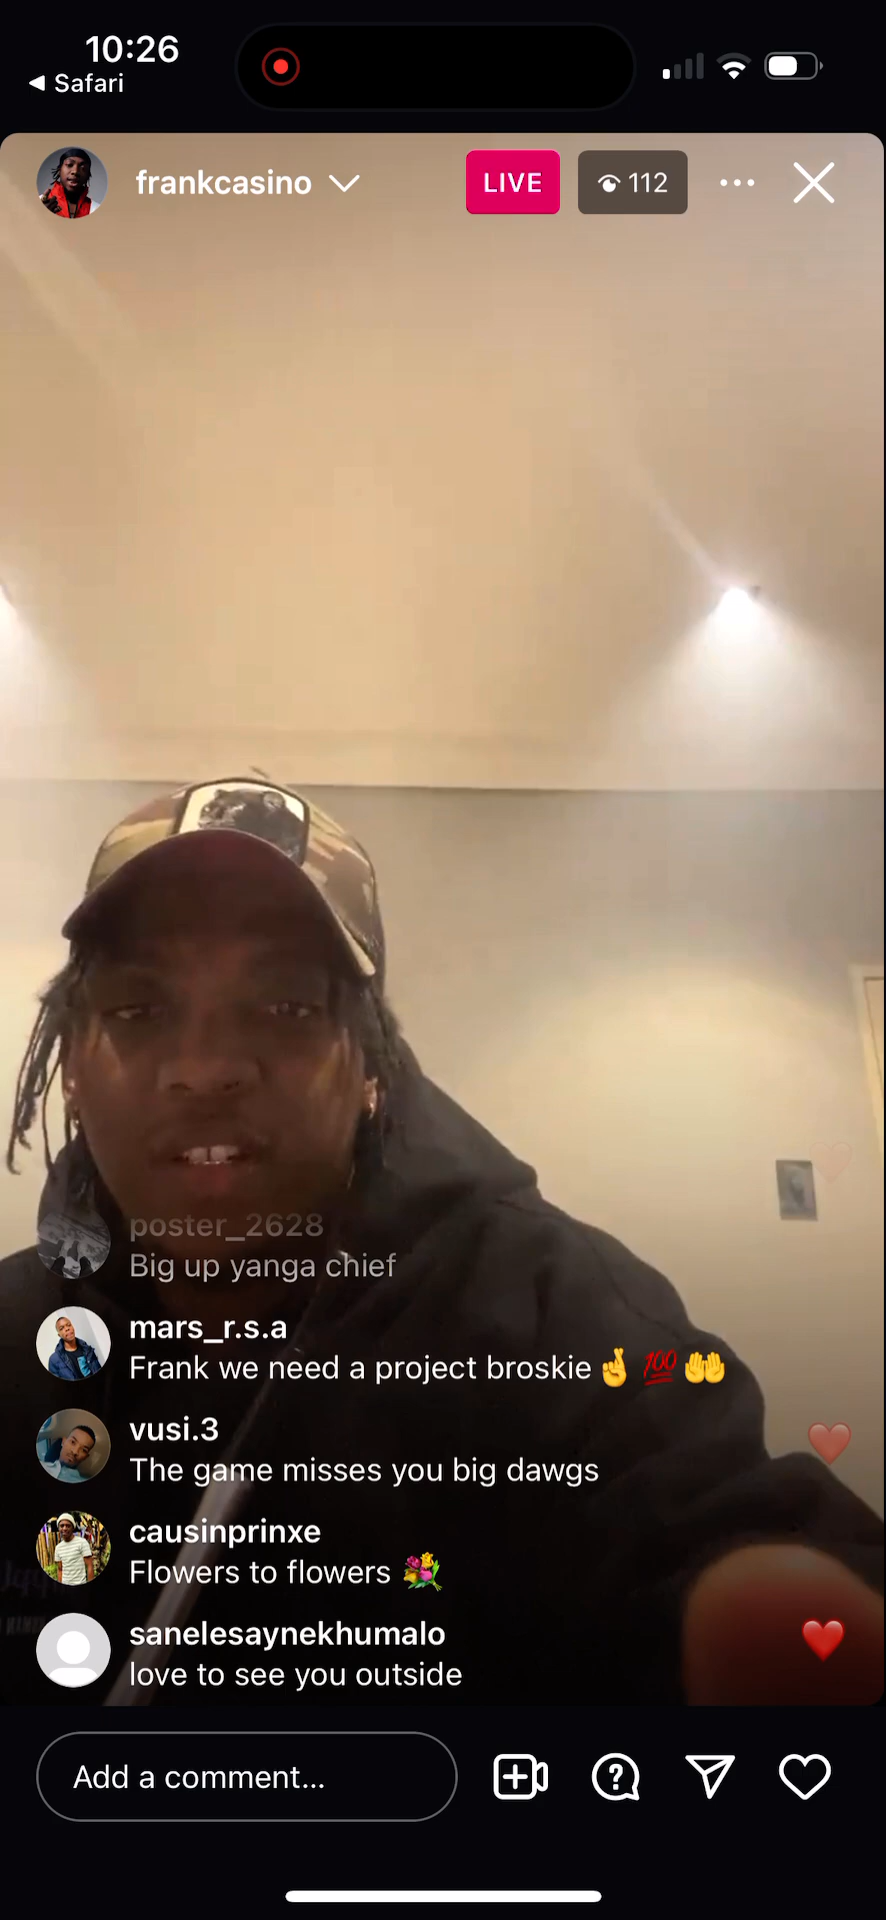 10:26
Safari
frankcasino
LIVE
112
poster_2628
Big up yanga chief
mars_r.s.a
Frank we need a project broskie🤞💯🤲
vusi.3
The game misses you big dawgs
causinprinxe
Flowers to flowers 💐
sanelesaynekhumalo
love to see you outside
Add a comment...